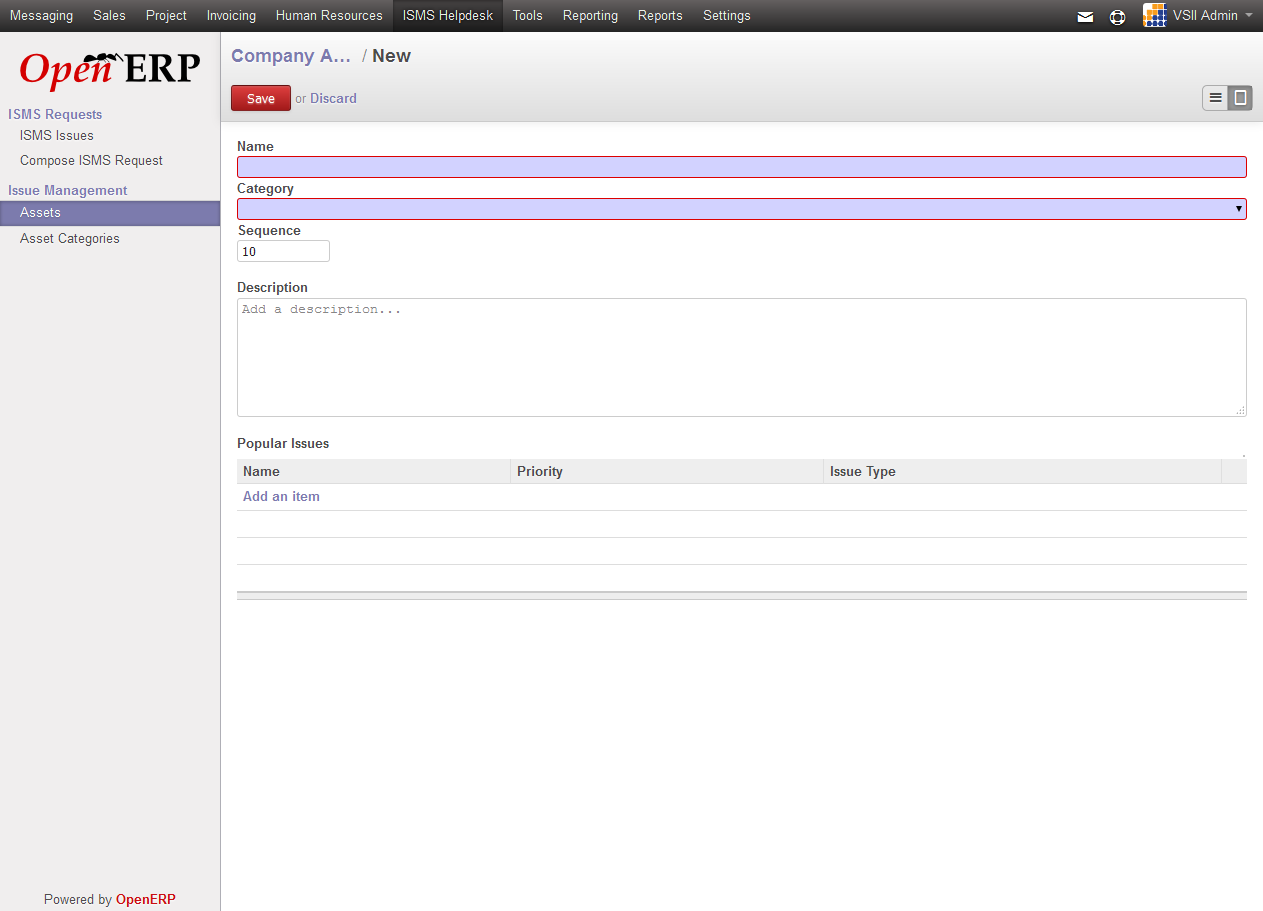 Messaging Sales Project Invoicing Human Resources ISMS Helpdesk Tools Reporting Reports Settings VSII Admin
OpenERP
ISMS Requests
ISMS Issues
Compose ISMS Request
Issue Management
Assets
Asset Categories
Powered by OpenERP
Company A... / New
Save or Discard
Name
Category
Sequence
10
Description
Add a description...
Popular Issues
Name Priority Issue Type
Add an item